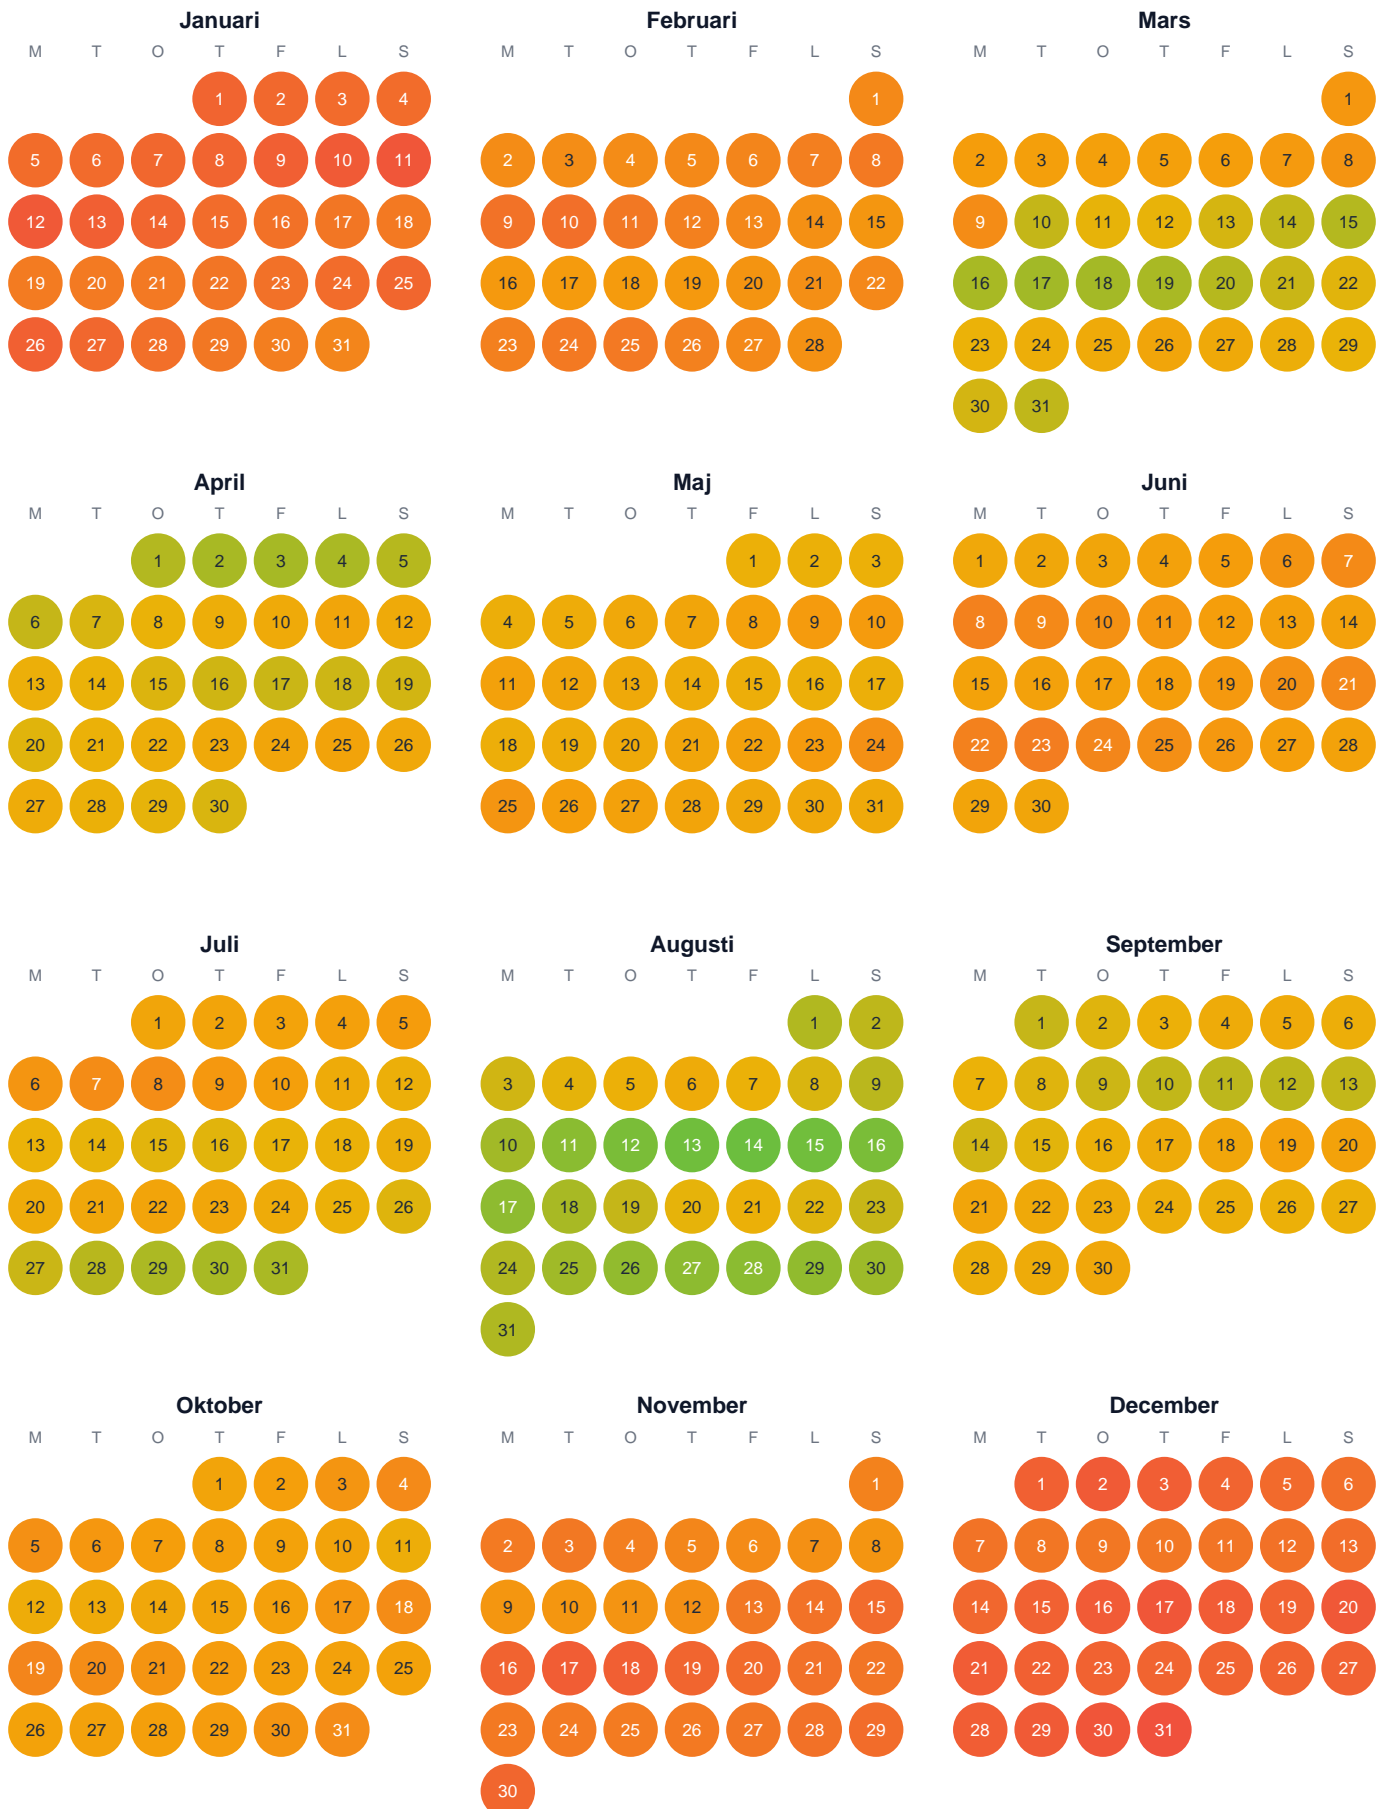 Januari
M T O T F L S
1 2 3 4
5 6 7 8 9 10 11
12 13 14 15 16 17 18
19 20 21 22 23 24 25
26 27 28 29 30 31
Februari
M T O T F L S
1
2 3 4 5 6 7 8
9 10 11 12 13 14 15
16 17 18 19 20 21 22
23 24 25 26 27 28
Mars
M T O T F L S
1
2 3 4 5 6 7 8
9 10 11 12 13 14 15
16 17 18 19 20 21 22
23 24 25 26 27 28 29
30 31
April
M T O T F L S
1 2 3 4 5
6 7 8 9 10 11 12
13 14 15 16 17 18 19
20 21 22 23 24 25 26
27 28 29 30
Maj
M T O T F L S
1 2 3
4 5 6 7 8 9 10
11 12 13 14 15 16 17
18 19 20 21 22 23 24
25 26 27 28 29 30 31
Juni
M T O T F L S
1 2 3 4 5 6 7
8 9 10 11 12 13 14
15 16 17 18 19 20 21
22 23 24 25 26 27 28
29 30
Juli
M T O T F L S
1 2 3 4 5
6 7 8 9 10 11 12
13 14 15 16 17 18 19
20 21 22 23 24 25 26
27 28 29 30 31
Augusti
M T O T F L S
1 2
3 4 5 6 7 8 9
10 11 12 13 14 15 16
17 18 19 20 21 22 23
24 25 26 27 28 29 30
31
September
M T O T F L S
1 2 3 4 5 6
7 8 9 10 11 12 13
14 15 16 17 18 19 20
21 22 23 24 25 26 27
28 29 30
Oktober
M T O T F L S
1 2 3 4
5 6 7 8 9 10 11
12 13 14 15 16 17 18
19 20 21 22 23 24 25
26 27 28 29 30 31
November
M T O T F L S
1
2 3 4 5 6 7 8
9 10 11 12 13 14 15
16 17 18 19 20 21 22
23 24 25 26 27 28 29
30
December
M T O T F L S
1 2 3 4 5 6
7 8 9 10 11 12 13
14 15 16 17 18 19 20
21 22 23 24 25 26 27
28 29 30 31